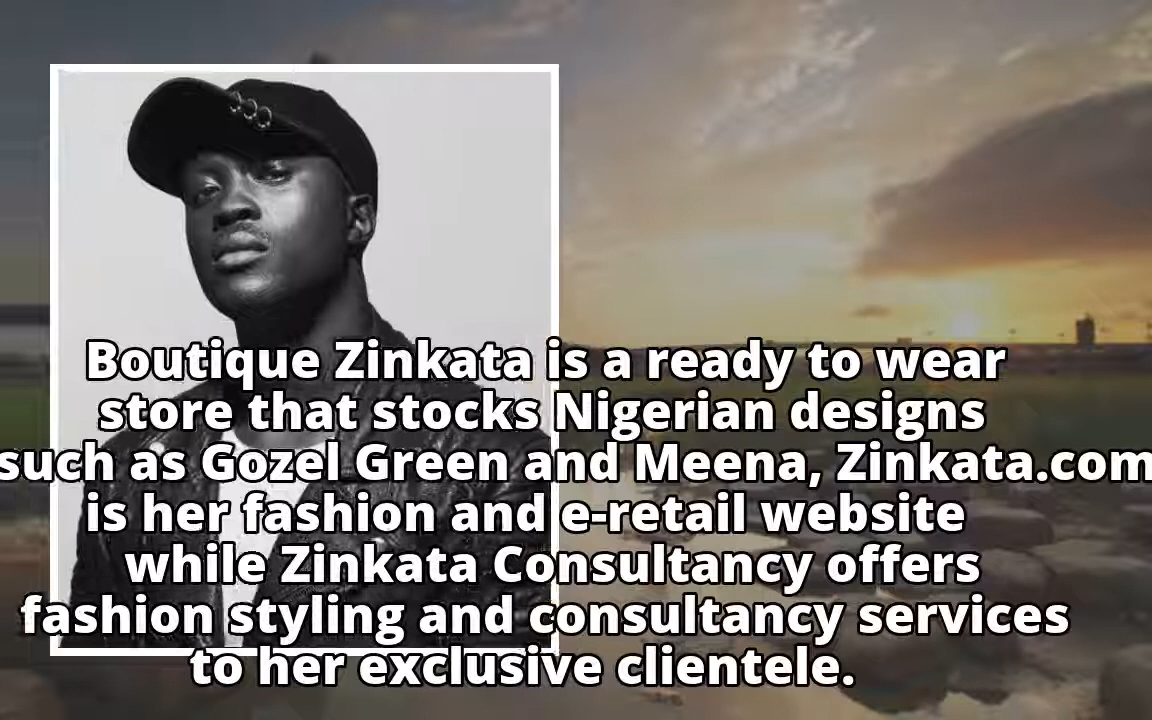 Boutique Zinkata is a ready to wear
store that stocks Nigerian designs
such as Gozel Green and Meena, Zinkata.com
is her fashion and e-retail website
while Zinkata Consultancy offers
fashion styling and consultancy services
to her exclusive clientele.